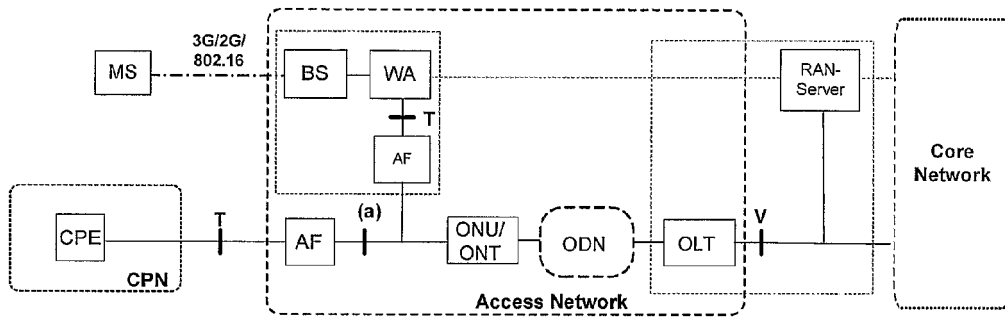 3G/2G/
802.16
MS
BS
WA
RAN-
Server
T
AF
Core
Network
CPE
T
AF
(a)
ONU/
ONT
ODN
OLT
V
CPN
Access Network